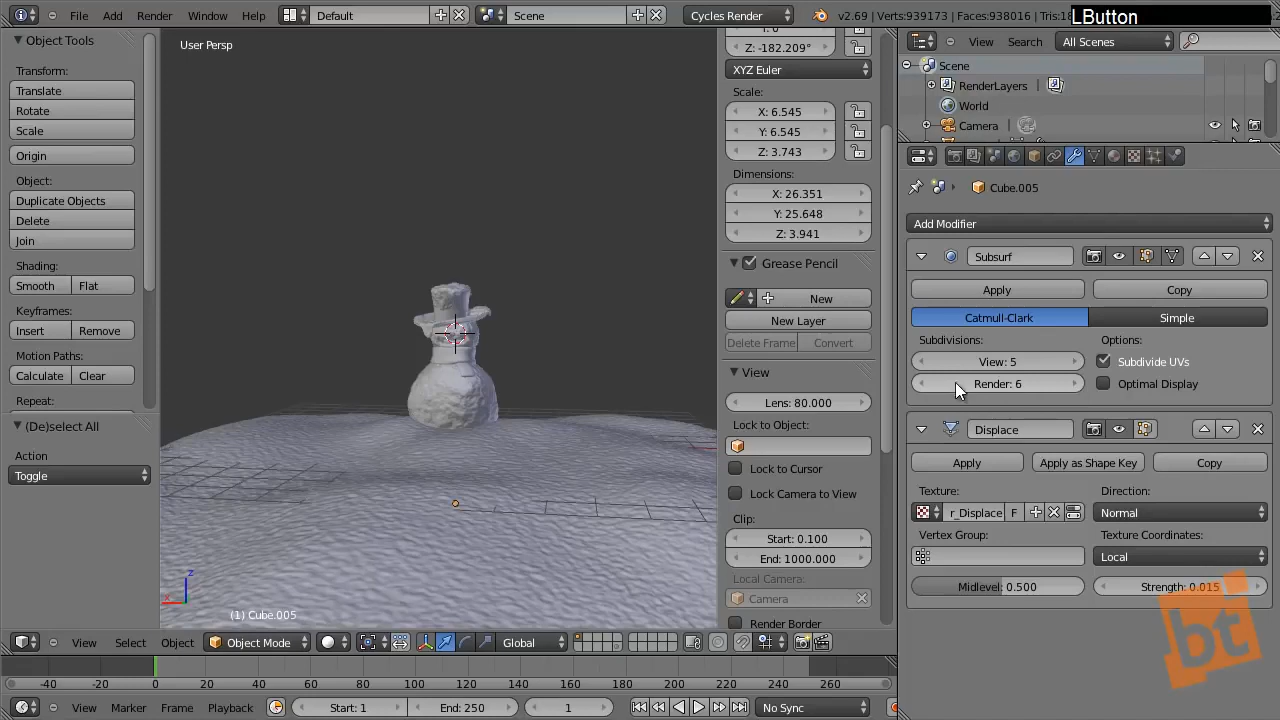 File Add Render Window Help Default Scene Cycles Render v2.69 | Verts:939173 | Faces:938016 | Tris:18
LButton
Object Tools
Transform:
Translate
Rotate
Scale
Origin
Object:
Duplicate Objects
Delete
Join
Shading:
Smooth Flat
Keyframes:
Insert Remove
Motion Paths:
Calculate Clear
Repeat:
(De)select All
Action
Toggle
User Persp
(1) Cube.005
Z: -182.209°
XYZ Euler
Scale:
X: 6.545
Y: 6.545
Z: 3.743
Dimensions:
X: 26.351
Y: 25.648
Z: 3.941
Grease Pencil
New
New Layer
Delete Frame Convert
View
Lens: 80.000
Lock to Object:
Lock to Cursor
Lock Camera to View
Clip:
Start: 0.100
End: 1000.000
Local Camera:
Camera
Render Border
View Search All Scenes
Scene
RenderLayers |
World
Camera |
Cube.005
Add Modifier
Subsurf
Apply Copy
Catmull-Clark Simple
Subdivisions: Options:
View: 5 Subdivide UVs
Render: 6 Optimal Display
Displace
Apply Apply as Shape Key Copy
Texture: Direction:
r_Displace F Normal
Vertex Group: Texture Coordinates:
Local
Midlevel: 0.500 Strength: 0.015
bt
View Select Object Object Mode Global
-40 -20 0 20 40 60 80 100 120 140 160 180 200 220 240 260
View Marker Frame Playback Start: 1 End: 250 1 No Sync